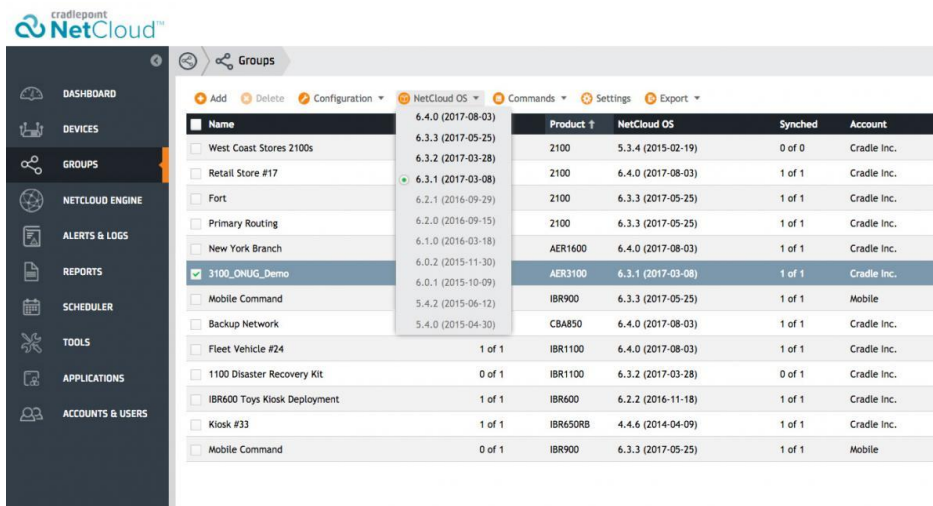 cradlepoint
NetCloud™
Groups
DASHBOARD
DEVICES
GROUPS
NETCLOUD ENGINE
ALERTS & LOGS
REPORTS
SCHEDULER
TOOLS
APPLICATIONS
ACCOUNTS & USERS
Add Delete Configuration NetCloud OS Commands Settings Export
Name Product ↑ NetCloud OS Synched Account
West Coast Stores 2100s 2100 5.3.4 (2015-02-19) 0 of 0 Cradle Inc.
Retail Store #17 2100 6.4.0 (2017-08-03) 1 of 1 Cradle Inc.
Fort 2100 6.3.3 (2017-05-25) 1 of 1 Cradle Inc.
Primary Routing 2100 6.3.3 (2017-05-25) 1 of 1 Cradle Inc.
New York Branch AER1600 6.4.0 (2017-08-03) 1 of 1 Cradle Inc.
3100_ONUG_Demo AER3100 6.3.1 (2017-03-08) 1 of 1 Cradle Inc.
Mobile Command IBR900 6.3.3 (2017-05-25) 1 of 1 Mobile
Backup Network CBA850 6.4.0 (2017-08-03) 1 of 1 Cradle Inc.
Fleet Vehicle #24 1 of 1 IBR1100 6.4.0 (2017-08-03) 1 of 1 Cradle Inc.
1100 Disaster Recovery Kit 0 of 1 IBR1100 6.3.2 (2017-03-28) 0 of 1 Cradle Inc.
IBR600 Toys Kiosk Deployment 1 of 1 IBR600 6.2.2 (2016-11-18) 1 of 1 Cradle Inc.
Kiosk #33 1 of 1 IBR650RB 4.4.6 (2014-04-09) 1 of 1 Cradle Inc.
Mobile Command 0 of 1 IBR900 6.3.3 (2017-05-25) 1 of 1 Mobile
6.4.0 (2017-08-03)
6.3.3 (2017-05-25)
6.3.2 (2017-03-28)
6.3.1 (2017-03-08)
6.2.1 (2016-09-29)
6.2.0 (2016-09-15)
6.1.0 (2016-03-18)
6.0.2 (2015-11-30)
6.0.1 (2015-10-09)
5.4.2 (2015-06-12)
5.4.0 (2015-04-30)